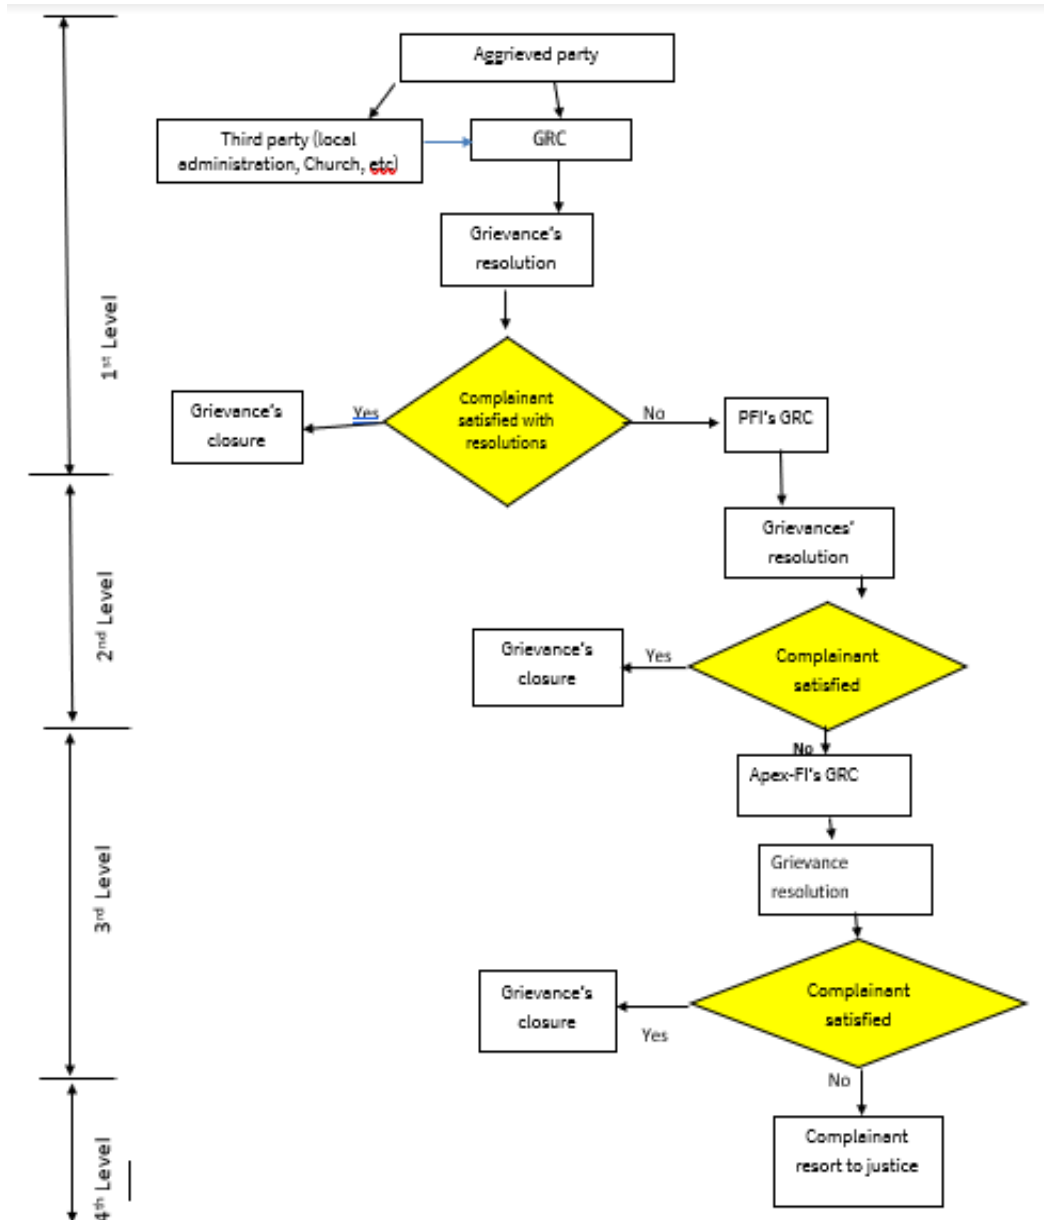 Aggrieved party
Third party (local
administration, Church, etc)
GRC
Grievance's
resolution
1st Level
Complainant
satisfied with
resolutions
Yes
Grievance's
closure
No
PFI's GRC
Grievances'
resolution
2nd Level
Complainant
satisfied
Yes
Grievance's
closure
No
Apex-FI's GRC
3rd Level
Grievance
resolution
Complainant
satisfied
Grievance's
closure
Yes
No
Complainant
resort to justice
4th Level